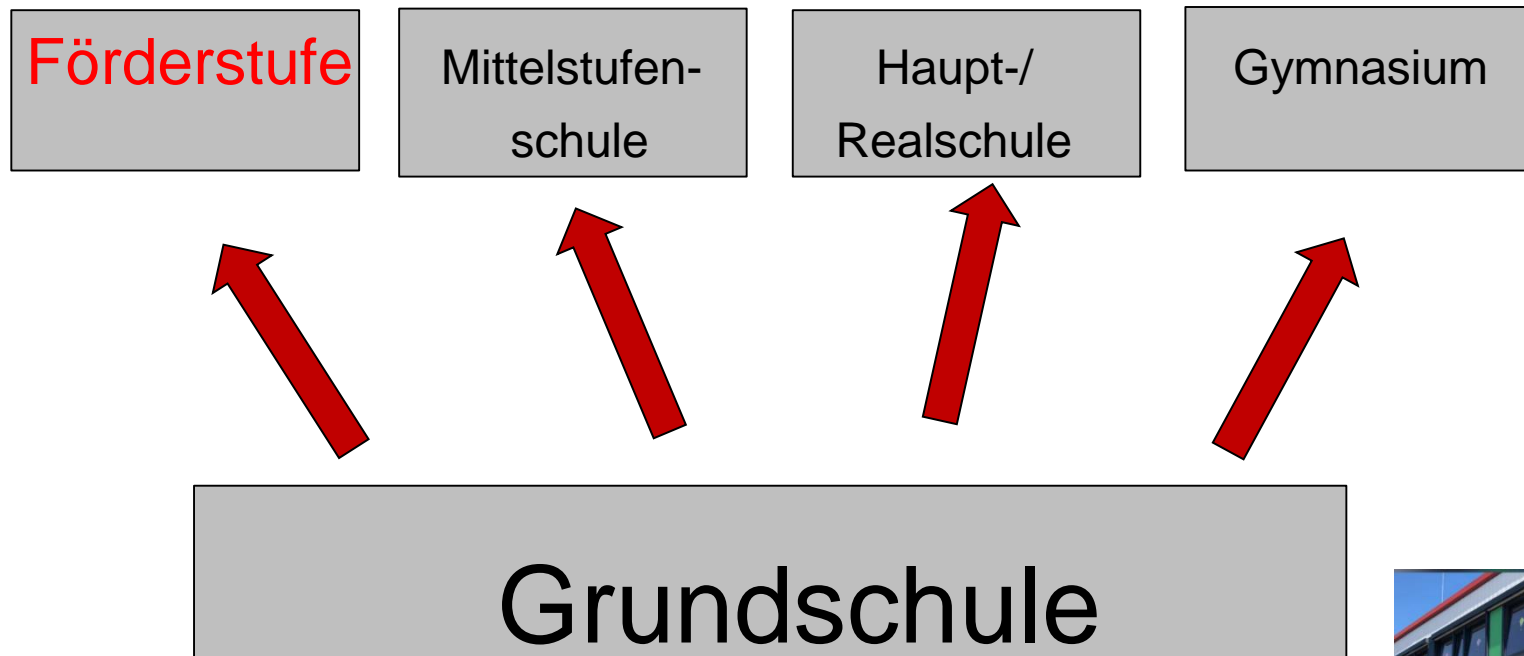 Förderstufe
Mittelstufen-
schule
Haupt-/
Realschule
Gymnasium
Grundschule